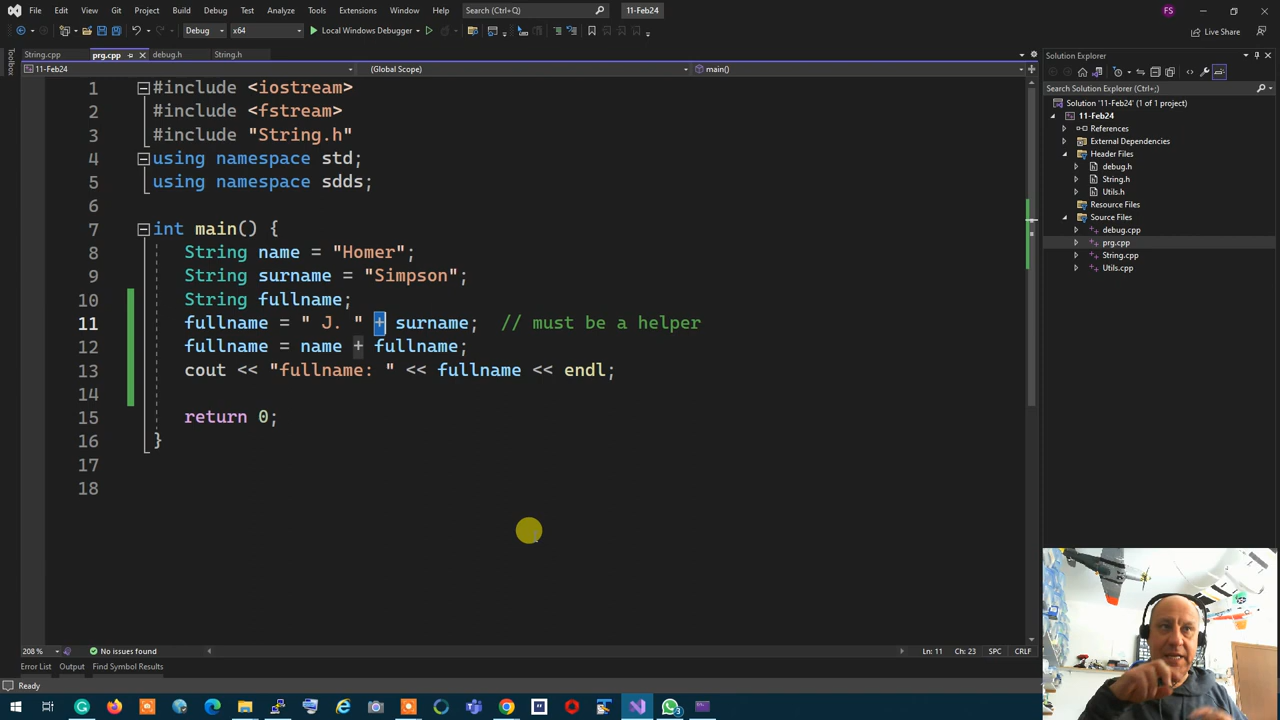 File Edit View Git Project Build Debug Test Analyze Tools Extensions Window Help Search (Ctrl+Q) 11-Feb24 FS
Debug x64 Local Windows Debugger Live Share
String.cpp prg.cpp debug.h String.h
11-Feb24 (Global Scope) main()
Toolbox
1 #include <iostream>
2 #include <fstream>
3 #include "String.h"
4 using namespace std;
5 using namespace sdds;
6
7 int main() {
8 String name = "Homer";
9 String surname = "Simpson";
10 String fullname;
11 fullname = " J. " + surname; // must be a helper
12 fullname = name + fullname;
13 cout << "fullname: " << fullname << endl;
14
15 return 0;
16 }
17
18
208 % No issues found Ln: 11 Ch: 23 SPC CRLF
Error List Output Find Symbol Results
Ready
Solution Explorer
Search Solution Explorer (Ctrl+;)
Solution '11-Feb24' (1 of 1 project)
11-Feb24
References
External Dependencies
Header Files
debug.h
String.h
Utils.h
Resource Files
Source Files
debug.cpp
prg.cpp
String.cpp
Utils.cpp
3